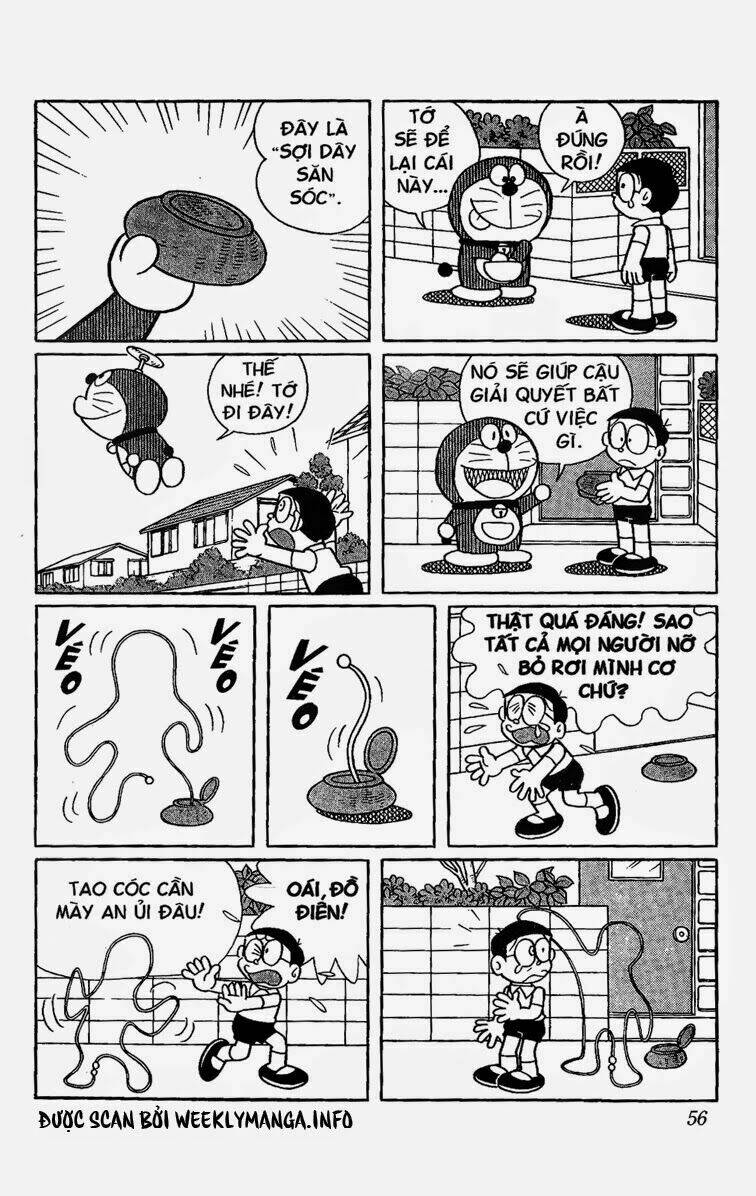 À
ĐÚNG
RỒI!
TỚ
SẼ ĐỂ
LẠI CÁI
NÀY...
ĐÂY LÀ
"SỢI DÂY
SĂN
SÓC".
NÓ SẼ GIÚP CẬU
GIẢI QUYẾT BẤT
CỨ VIỆC
GÌ.
THẾ
NHÉ! TỚ
ĐI ĐÂY!
THẬT QUÁ ĐÁNG! SAO
TẤT CẢ MỌI NGƯỜI NỠ
BỎ RƠI MÌNH CƠ
CHỨ?
VÉO
VÉO
VÉO
OÁI, ĐỒ
ĐIÊN!
TAO CÓC CẦN
MÀY AN ỦI ĐÂU!
ĐƯỢC SCAN BỞI WEEKLYMANGA.INFO
56